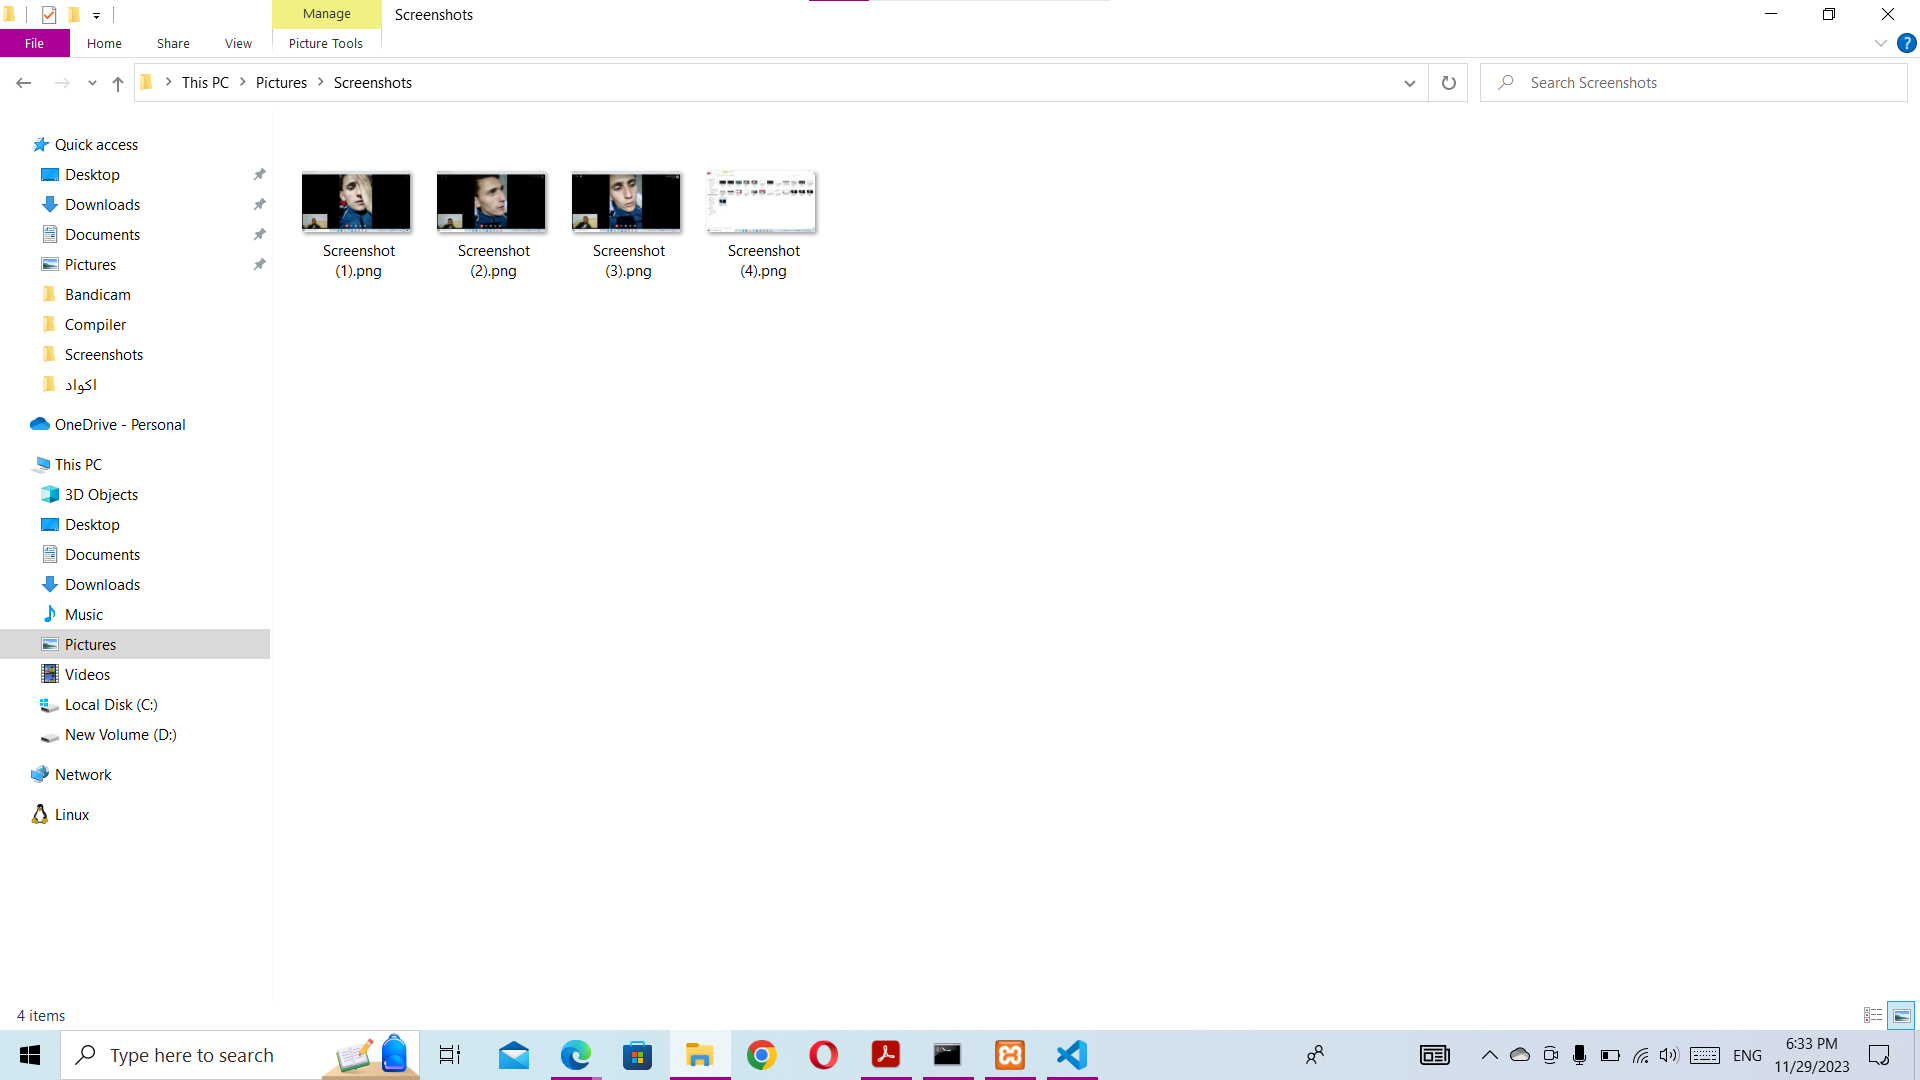 Manage
Screenshots
File
Home
Share
View
Picture Tools
This PC
Pictures
Screenshots
Search Screenshots
Quick access
Desktop
Downloads
Documents
Pictures
Bandicam
Compiler
Screenshots
اكواد
OneDrive - Personal
This PC
3D Objects
Desktop
Documents
Downloads
Music
Pictures
Videos
Local Disk (C:)
New Volume (D:)
Network
Linux
Screenshot
(1).png
Screenshot
(2).png
Screenshot
(3).png
Screenshot
(4).png
4 items
Type here to search
ENG
6:33 PM
11/29/2023